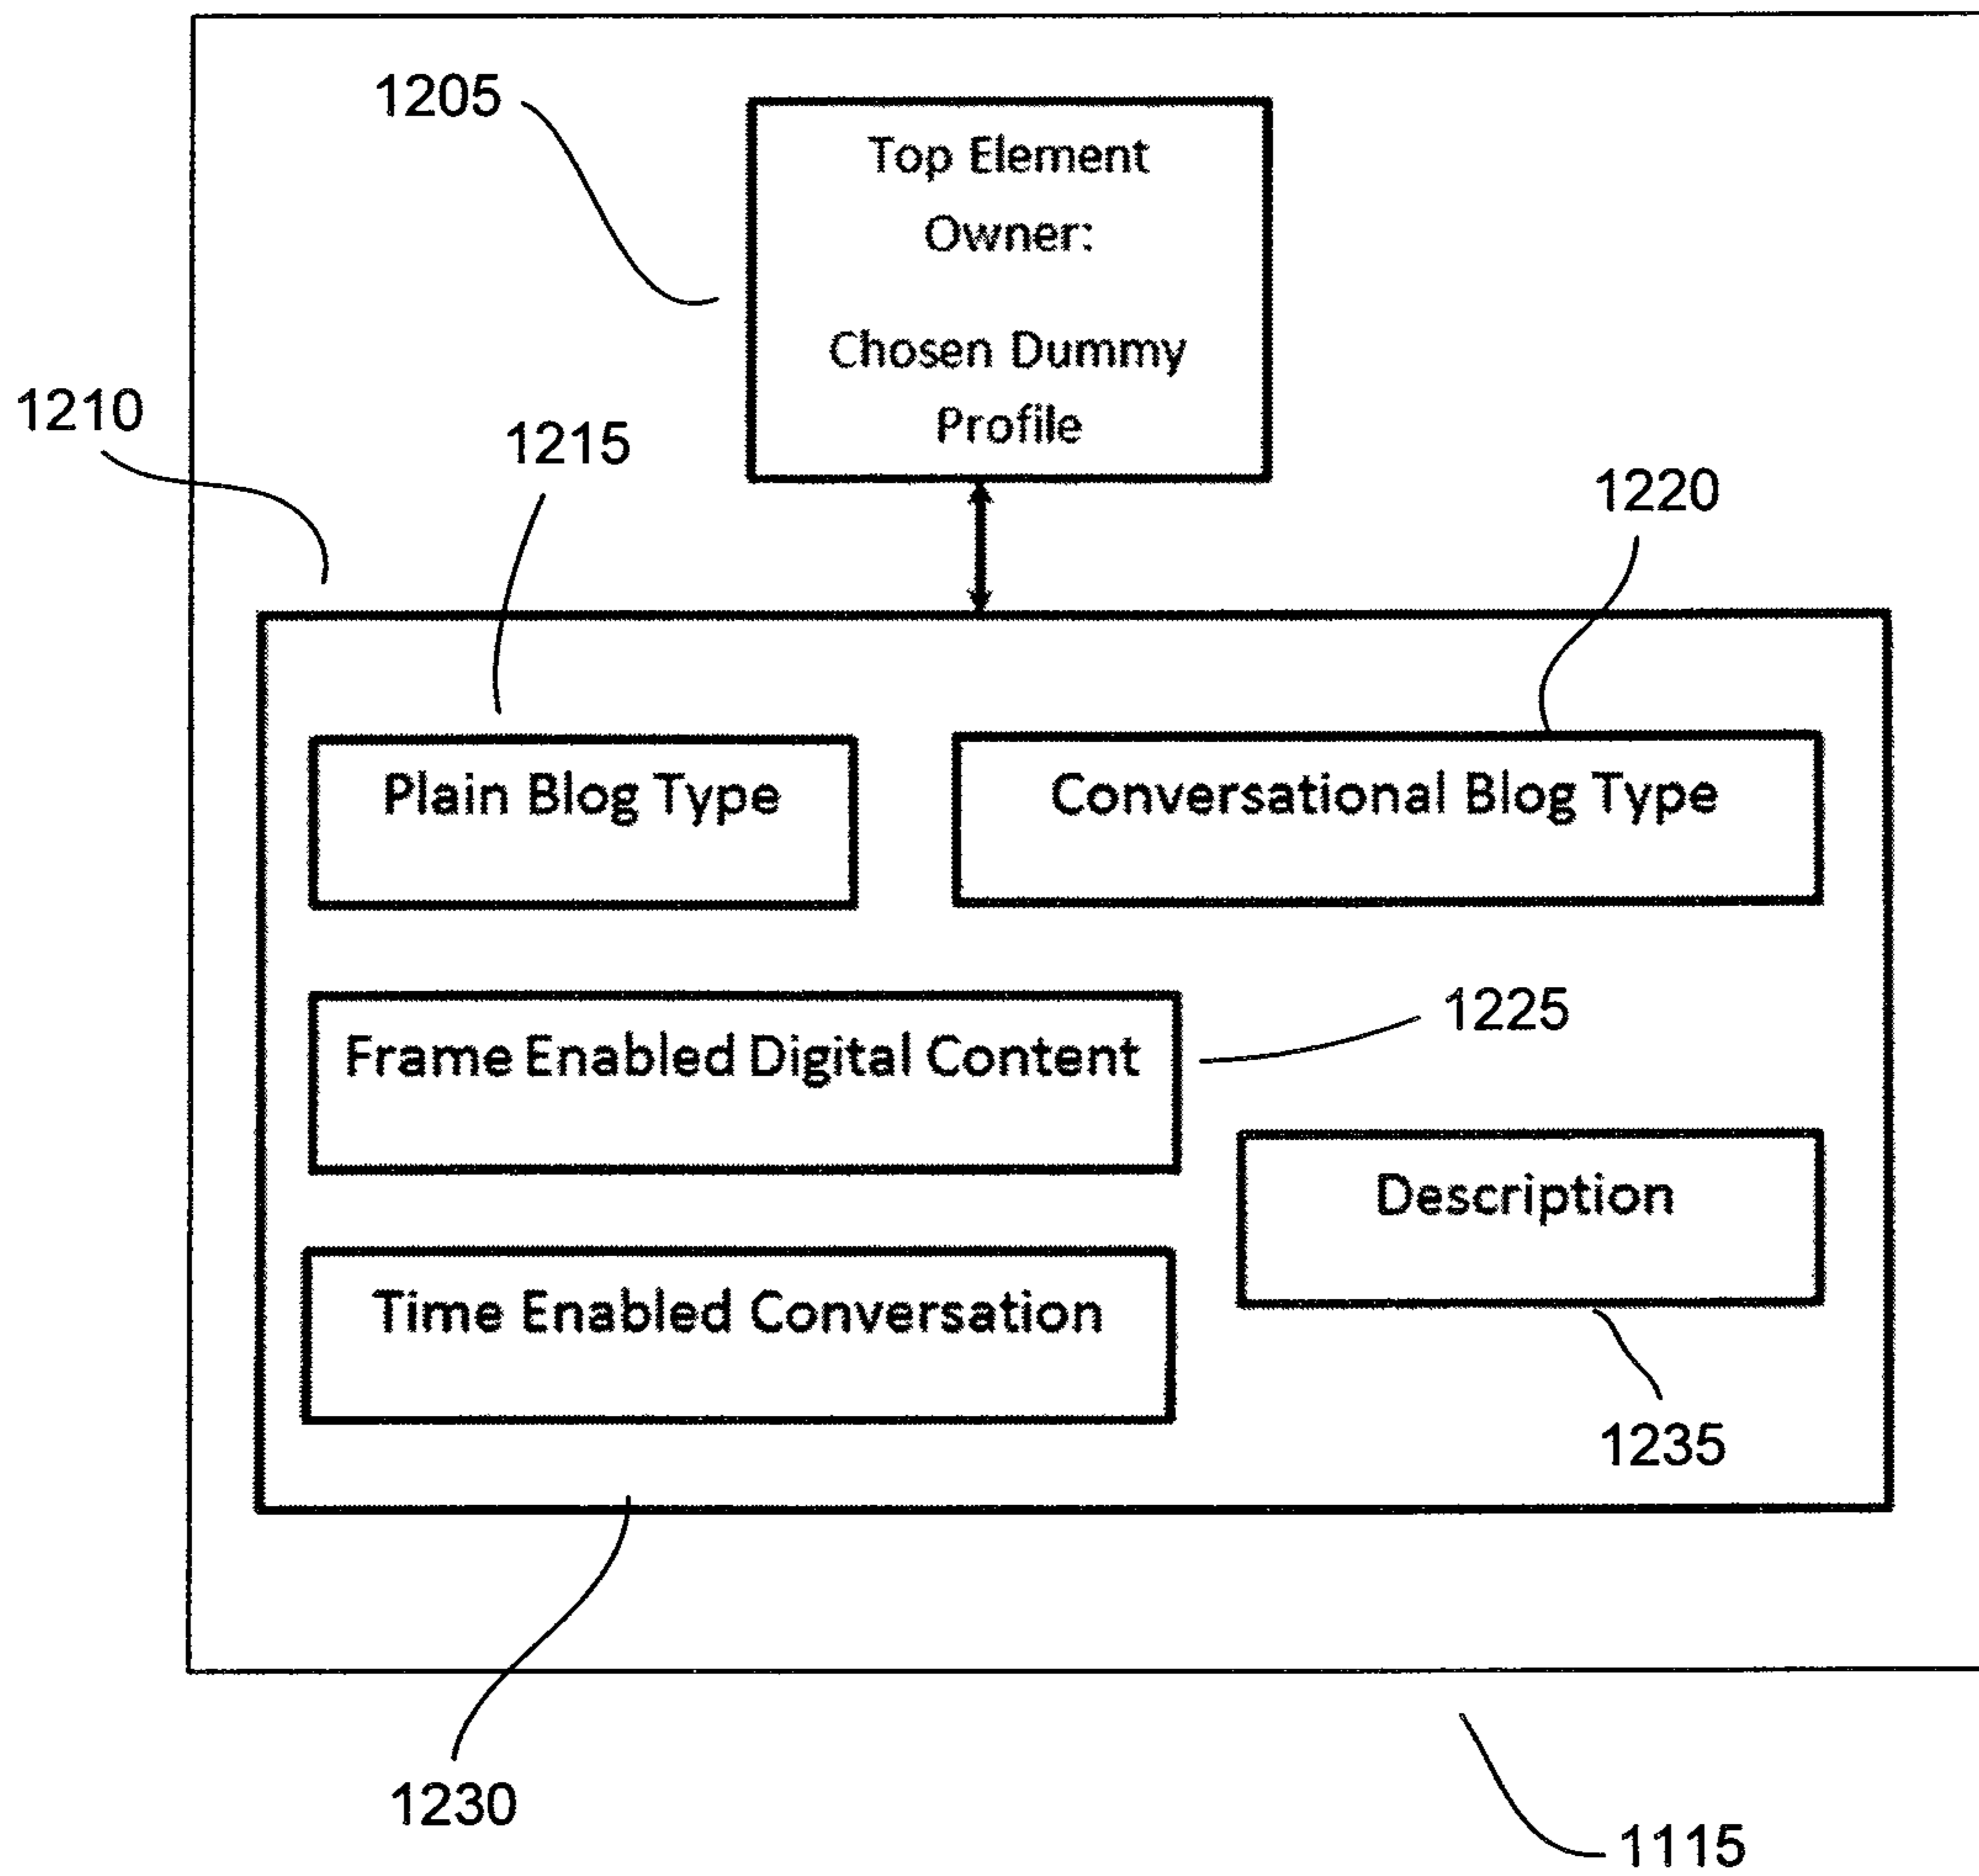 1205
Top Element
Owner:
Chosen Dummy
Profile
1210
1215
1220
Plain Blog Type
Conversational Blog Type
1225
Frame Enabled Digital Content
Description
Time Enabled Conversation
1235
1230
1115